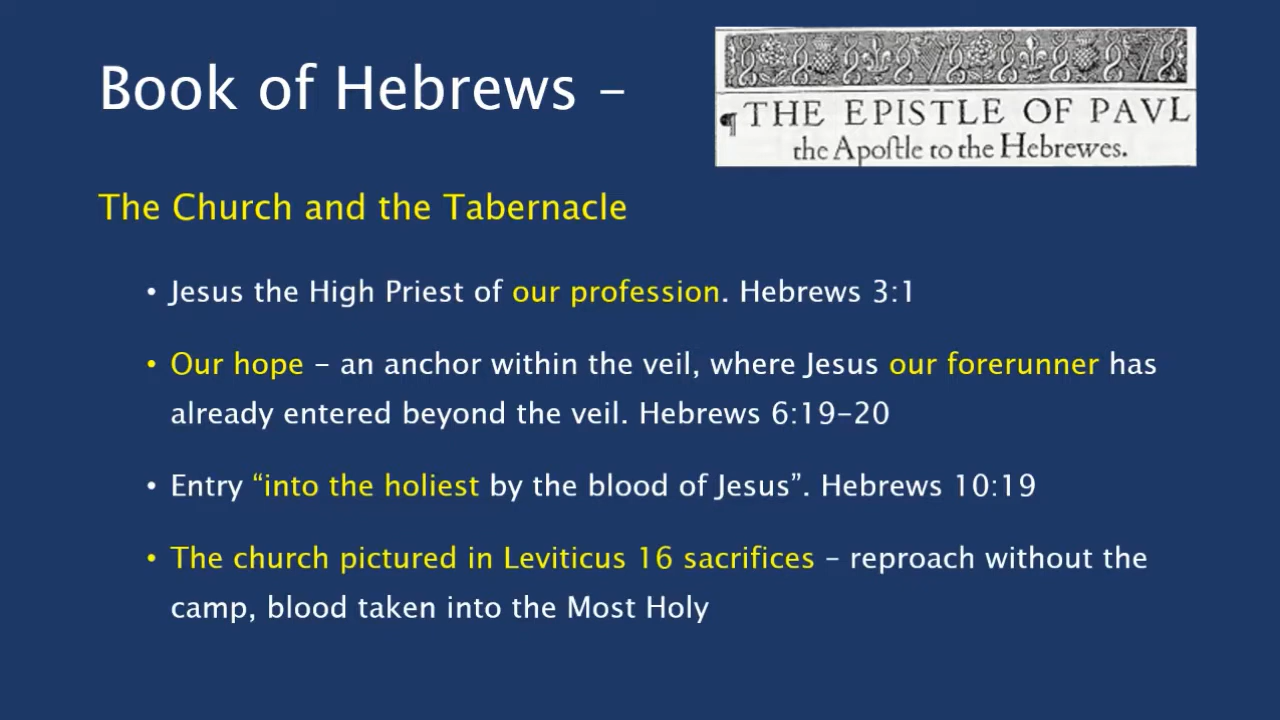 Book of Hebrews –
¶ THE EPISTLE OF PAVL
the Apoſtle to the Hebrewes.
The Church and the Tabernacle
• Jesus the High Priest of our profession. Hebrews 3:1
• Our hope – an anchor within the veil, where Jesus our forerunner has
already entered beyond the veil. Hebrews 6:19–20
• Entry “into the holiest by the blood of Jesus”. Hebrews 10:19
• The church pictured in Leviticus 16 sacrifices – reproach without the
camp, blood taken into the Most Holy